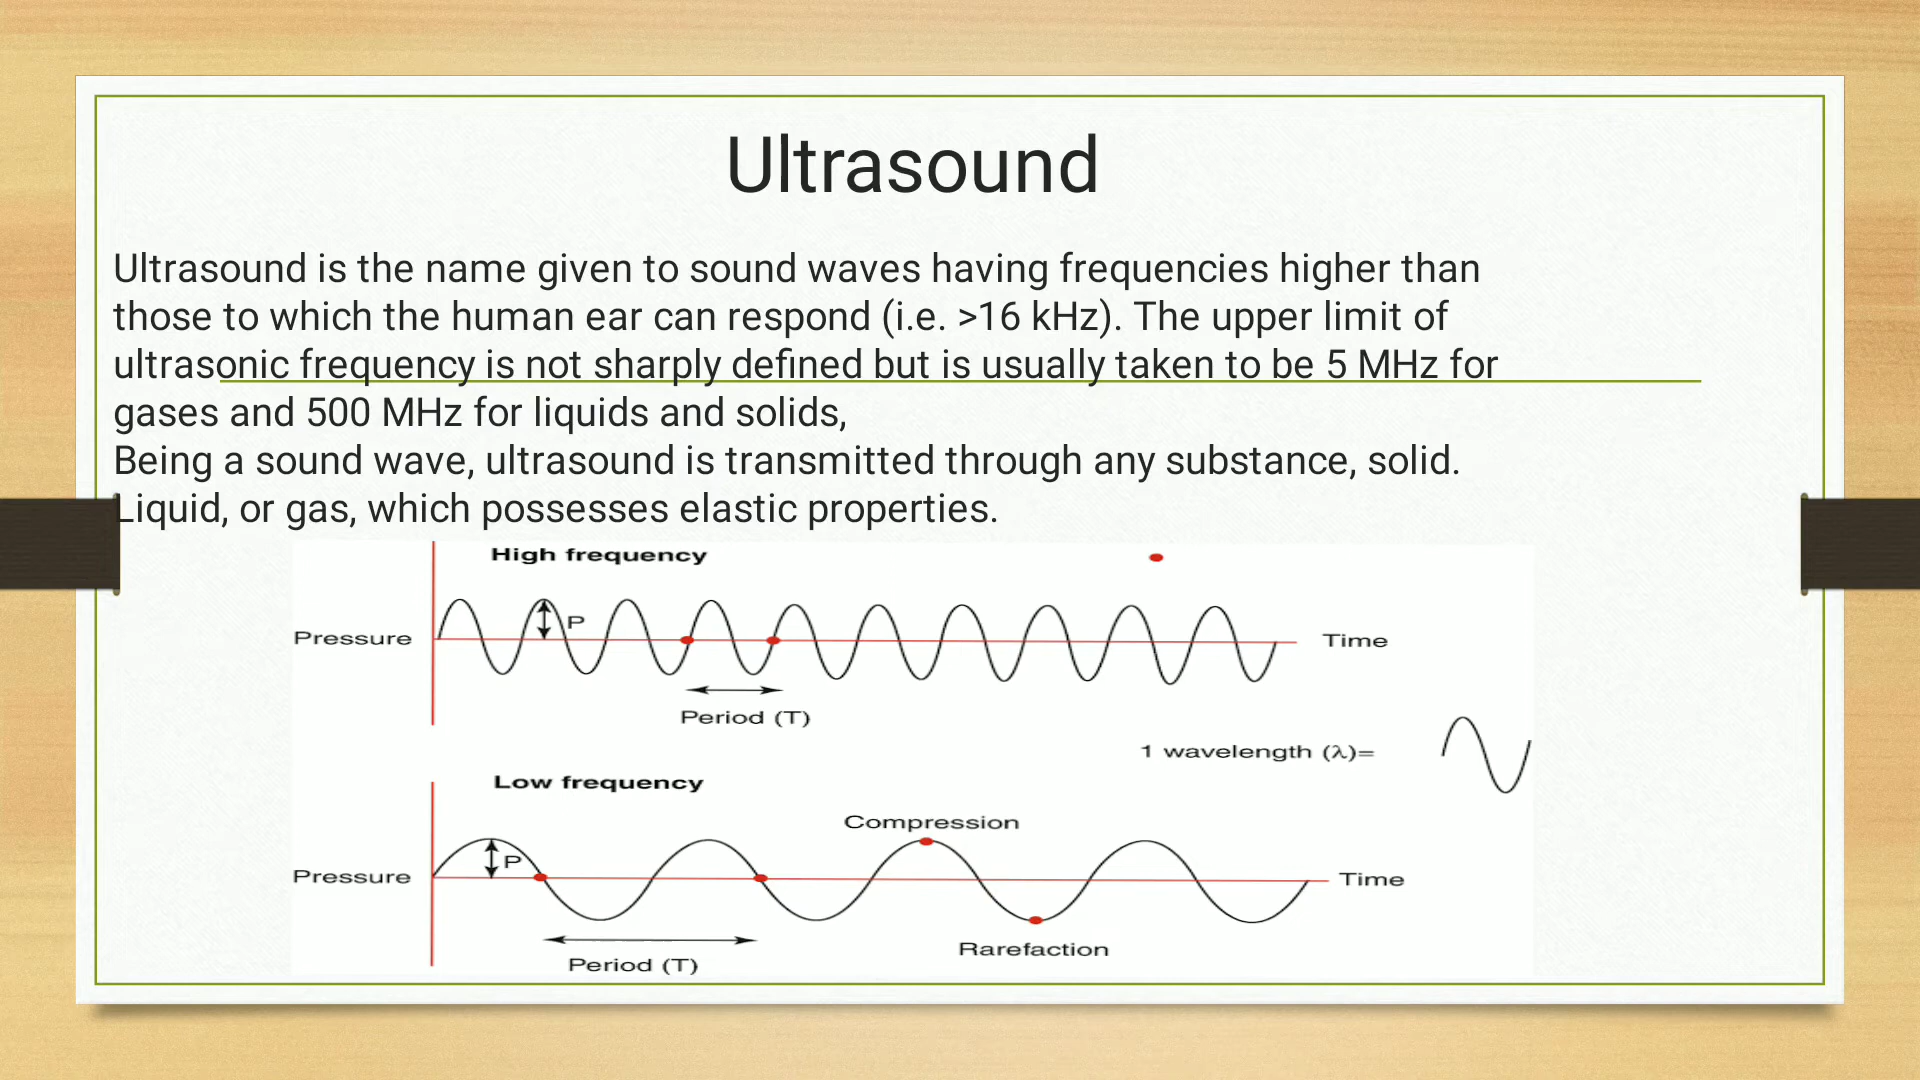 Ultrasound
Ultrasound is the name given to sound waves having frequencies higher than
those to which the human ear can respond (i.e. >16 kHz). The upper limit of
ultrasonic frequency is not sharply defined but is usually taken to be 5 MHz for
gases and 500 MHz for liquids and solids,
Being a sound wave, ultrasound is transmitted through any substance, solid.
Liquid, or gas, which possesses elastic properties.
High frequency
P
Pressure
Time
Period (T)
1 wavelength (λ)=
Low frequency
Compression
P
Pressure
Time
Rarefaction
Period (T)